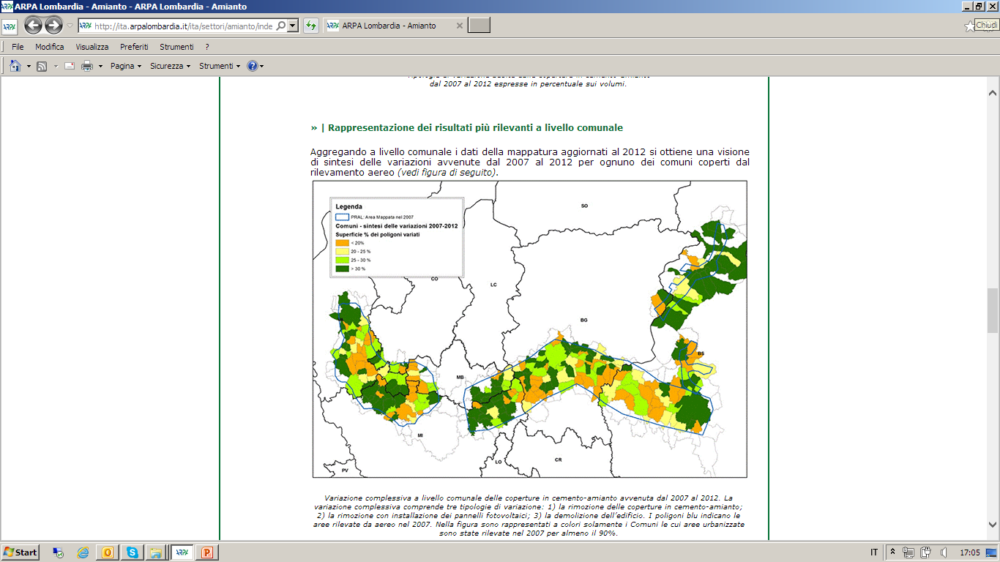 ARPA Lombardia - Amianto - ARPA Lombardia - Amianto
http://ita.arpalombardia.it/ita/settori/amianto/inde
ARPA Lombardia - Amianto
Chiudi
File Modifica Visualizza Preferiti Strumenti ?
Pagina Sicurezza Strumenti
dal 2007 al 2012 espresse in percentuale sui volumi.
» | Rappresentazione dei risultati più rilevanti a livello comunale
Aggregando a livello comunale i dati della mappatura aggiornati al 2012 si ottiene una visione
di sintesi delle variazioni avvenute dal 2007 al 2012 per ognuno dei comuni coperti dal
rilevamento aereo (vedi figura di seguito).
Legenda
PRAL: Area Mappata nel 2007
Comuni - sintesi delle variazioni 2007-2012
Superficie % dei poligoni variati
< 20%
20 - 25 %
25 - 30 %
> 30 %
SO
CO
LC
BG
BS
MB
MI
LO
CR
PV
Variazione complessiva a livello comunale delle coperture in cemento-amianto avvenuta dal 2007 al 2012. La
variazione complessiva comprende tre tipologie di variazione: 1) la rimozione delle coperture in cemento-amianto;
2) la rimozione con installazione dei pannelli fotovoltaici; 3) la demolizione dell'edificio. I poligoni blu indicano le
aree rilevate da aereo nel 2007. Nella figura sono rappresentati a colori solamente i Comuni le cui aree urbanizzate
sono state rilevate nel 2007 per almeno il 90%.
Start
IT
17:05